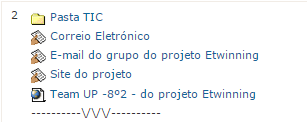 2 Pasta TIC
Correio Eletrónico
E-mail do grupo do projeto Etwinning
Site do projeto
Team UP -8º2 - do projeto Etwinning
----------\/\/\/----------